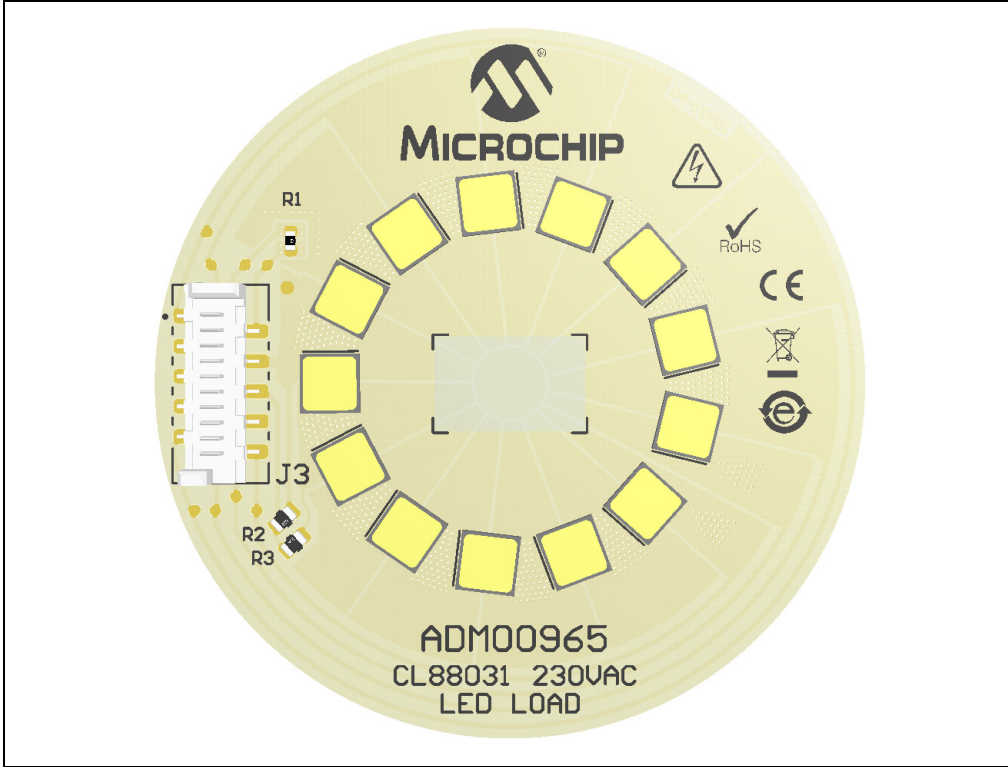 ®
MICROCHIP
R1
RoHS
CE
e
J3
R2
R3
ADM00965
CL88031 230VAC
LED LOAD